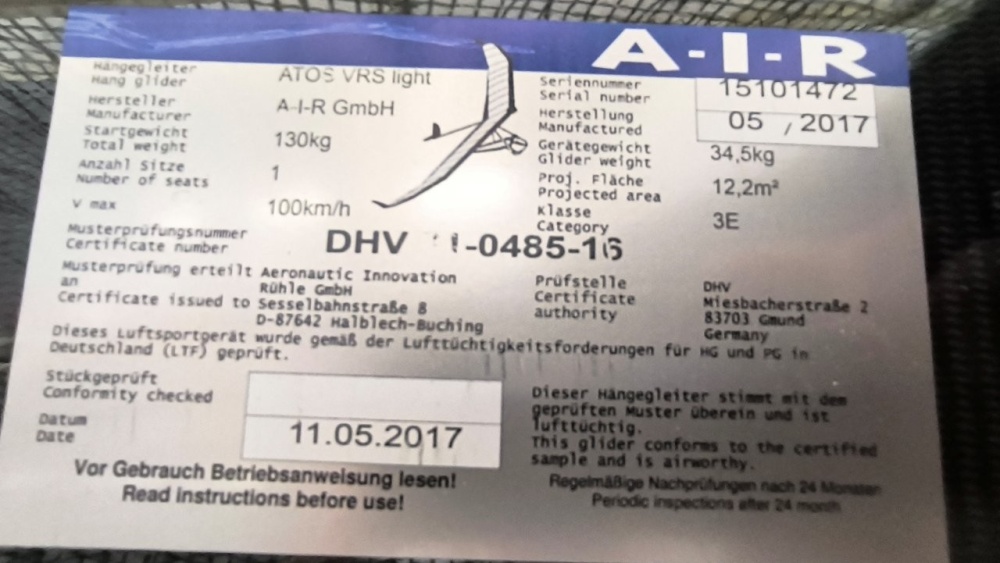 A-I-R
Hängegleiter
Hang glider
ATOS VRS light
Hersteller
Manufacturer
A-I-R GmbH
Startgewicht
Total weight
130kg
Anzahl Sitze
Number of seats
1
V max
100km/h
Seriennummer
Serial number
15101472
Herstellung
Manufactured
05 / 2017
Gerätegewicht
Glider weight
34,5kg
Proj. Fläche
Projected area
12,2m²
Klasse
Category
3E
Musterprüfungsnummer
Certificate number
DHV -0485-16
Musterprüfung erteilt
an
Certificate issued to
Aeronautic Innovation
Rühle GmbH
Sesselbahnstraße 8
D-87642 Halblech-Buching
Prüfstelle
Certificate
authority
DHV
Miesbacherstraße 2
83703 Gmund
Germany
Dieses Luftsportgerät wurde gemäß der Lufttüchtigkeitsforderungen für HG und PG in
Deutschland (LTF) geprüft.
Stückgeprüft
Conformity checked
Datum
Date
11.05.2017
Vor Gebrauch Betriebsanweisung lesen!
Read instructions before use!
Dieser Hängegleiter stimmt mit dem
geprüften Muster überein und ist
lufttüchtig.
This glider conforms to the certified
sample and is airworthy.
Regelmäßige Nachprüfungen nach 24 Monaten
Periodic inspections after 24 month